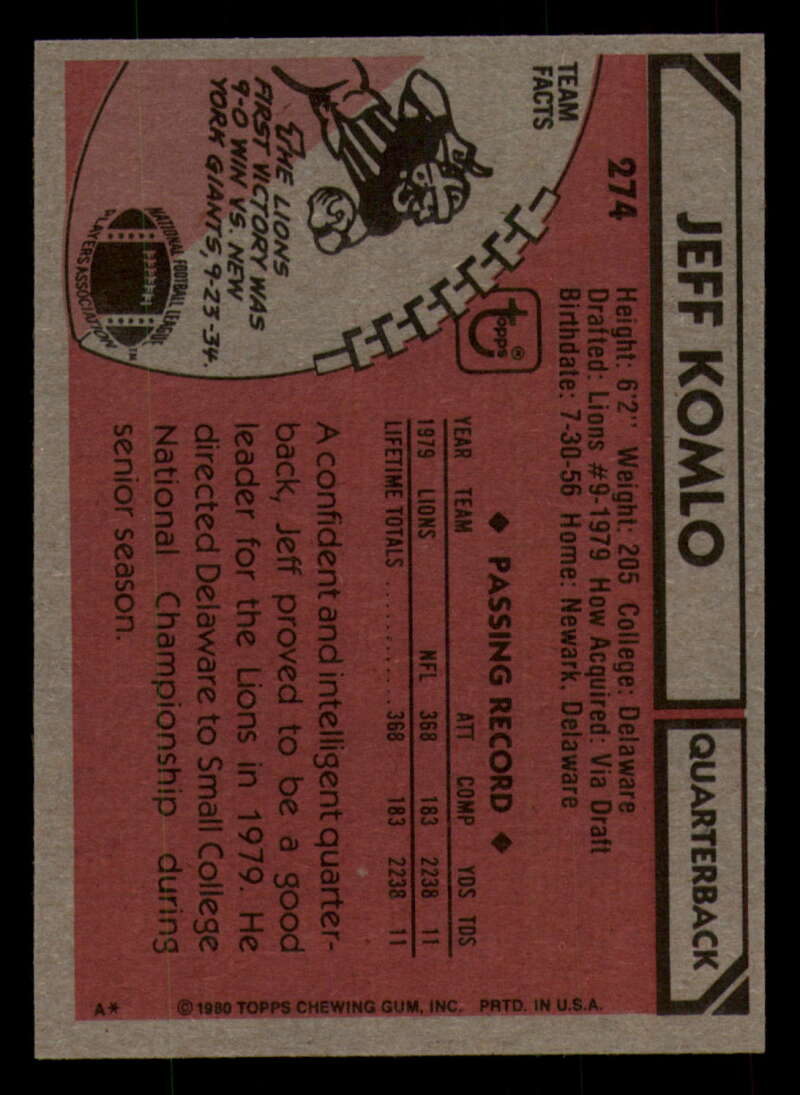 JEFF KOMLO
QUARTERBACK
274
Height: 6'2" Weight: 205 College: Delaware
Drafted: Lions #9-1979 How Acquired: Via Draft
Birthdate: 7-30-56 Home: Newark, Delaware
TEAM
FACTS
THE LIONS
FIRST VICTORY WAS
9-0 WIN VS. NEW
YORK GIANTS, 9-23-34.
NATIONAL FOOTBALL LEAGUE
PLAYERS ASSOCIATION™
topps®
◆ PASSING RECORD ◆
YEAR TEAM ATT COMP YDS TDS
1979 LIONS NFL 368 183 2238 11
LIFETIME TOTALS ............ 368 183 2238 11
A confident and intelligent quarter-
back, Jeff proved to be a good
leader for the Lions in 1979. He
directed Delaware to Small College
National Championship during
senior season.
A* © 1980 TOPPS CHEWING GUM, INC. PRTD. IN U.S.A.